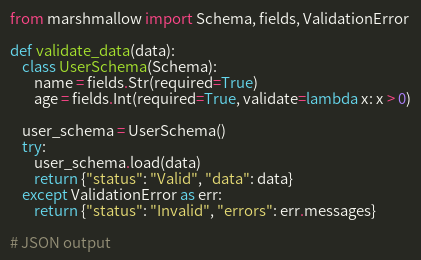 from marshmallow import Schema, fields, ValidationError

def validate_data(data):
    class UserSchema(Schema):
        name = fields.Str(required=True)
        age = fields.Int(required=True, validate=lambda x: x > 0)

    user_schema = UserSchema()
    try:
        user_schema.load(data)
        return {"status": "Valid", "data": data}
    except ValidationError as err:
        return {"status": "Invalid", "errors": err.messages}

# JSON output